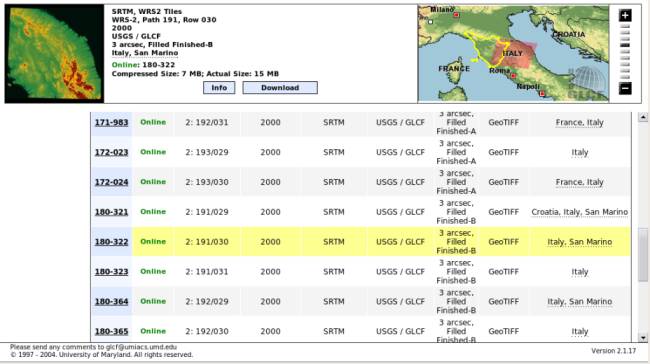 SRTM, WRS2 Tiles
WRS-2, Path 191, Row 030
2000
USGS / GLCF
3 arcsec, Filled Finished-B
Italy, San Marino
Online: 180-322
Compressed Size: 7 MB; Actual Size: 15 MB
Info Download
Milano
CROATIA
ITALY
FRANCE
Roma
Napoli
171-983 Online 2: 192/031 2000 SRTM USGS / GLCF 3 arcsec, Filled Finished-A GeoTIFF France, Italy
172-023 Online 2: 193/029 2000 SRTM USGS / GLCF 3 arcsec, Filled Finished-A GeoTIFF Italy
172-024 Online 2: 193/030 2000 SRTM USGS / GLCF 3 arcsec, Filled Finished-A GeoTIFF France, Italy
180-321 Online 2: 191/029 2000 SRTM USGS / GLCF 3 arcsec, Filled Finished-B GeoTIFF Croatia, Italy, San Marino
180-322 Online 2: 191/030 2000 SRTM USGS / GLCF 3 arcsec, Filled Finished-B GeoTIFF Italy, San Marino
180-323 Online 2: 191/031 2000 SRTM USGS / GLCF 3 arcsec, Filled Finished-B GeoTIFF Italy
180-364 Online 2: 192/029 2000 SRTM USGS / GLCF 3 arcsec, Filled Finished-B GeoTIFF Italy, San Marino
180-365 Online 2: 192/030 2000 SRTM USGS / GLCF 3 arcsec, Filled GeoTIFF Italy
Please send any comments to glcf@umiacs.umd.edu
© 1997 - 2004. University of Maryland. All rights reserved.
Version 2.1.17